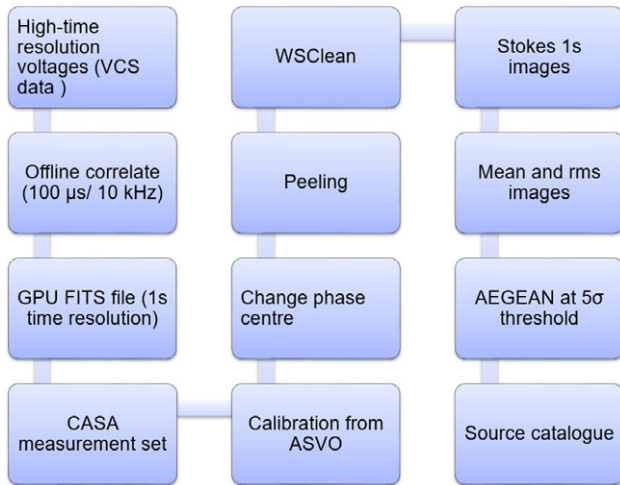 High-time
resolution
voltages (VCS
data )
Offline correlate
(100 µs/ 10 kHz)
GPU FITS file (1s
time resolution)
CASA
measurement set
Calibration from
ASVO
Change phase
centre
Peeling
WSClean
Stokes 1s
images
Mean and rms
images
AEGEAN at 5σ
threshold
Source catalogue